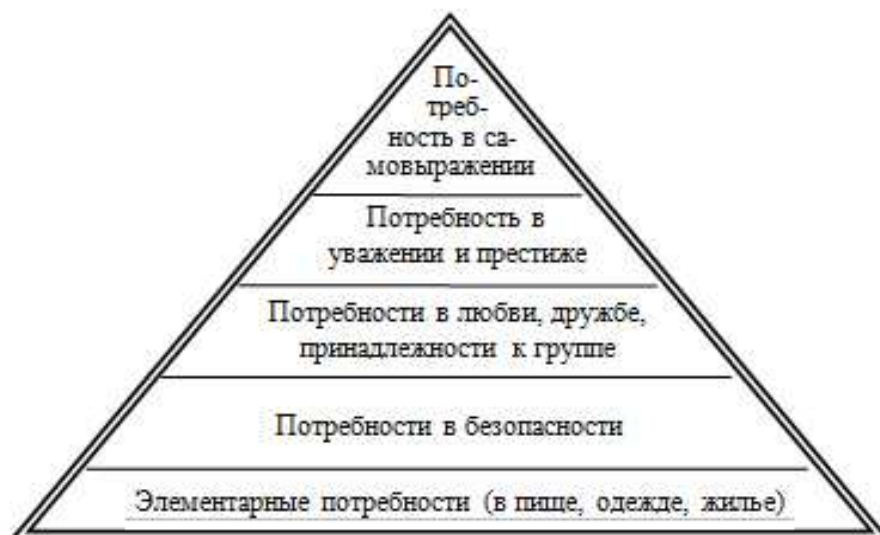 По-
треб-
ность в са-
мовыражении
Потребность в
уважении и престиже
Потребности в любви, дружбе,
принадлежности к группе
Потребности в безопасности
Элементарные потребности (в пище, одежде, жилье)